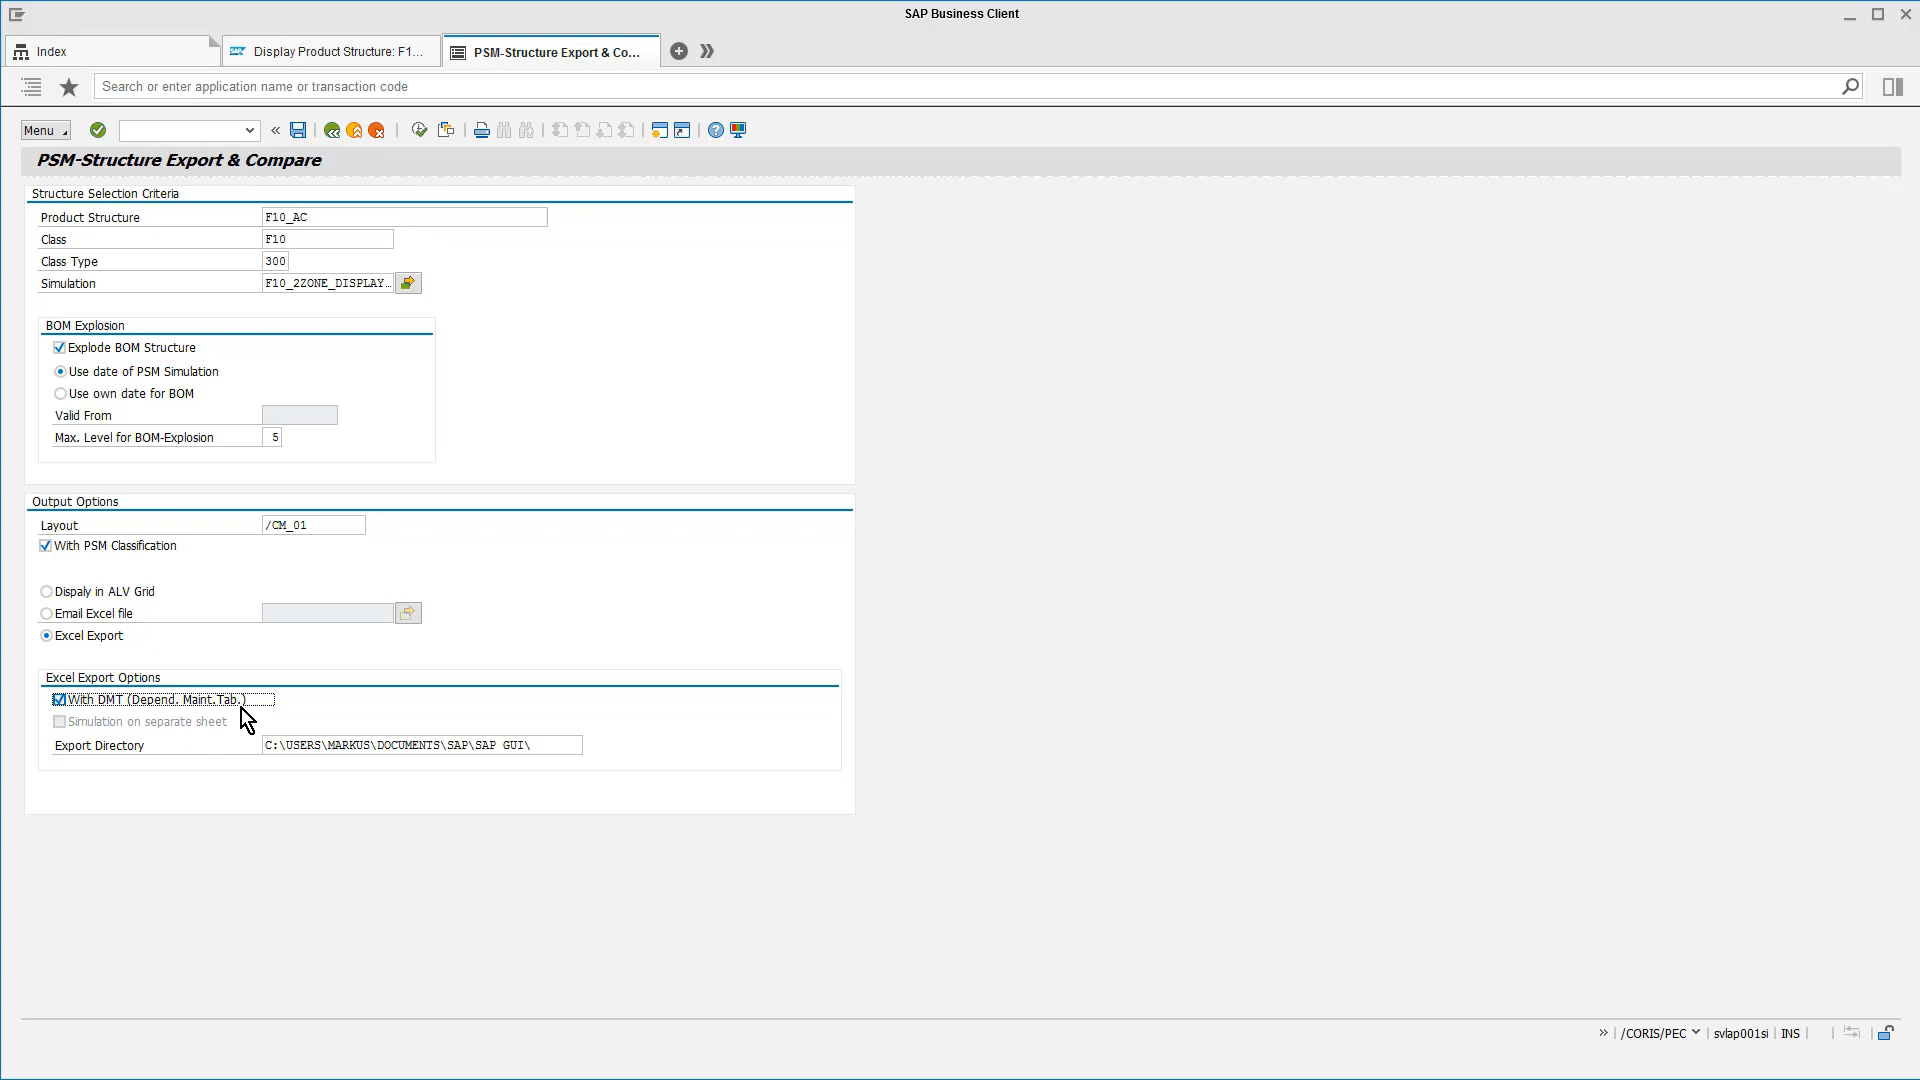 SAP Business Client
Index
SAP
Display Product Structure: F1...
PSM-Structure Export & Co...
Search or enter application name or transaction code
Menu
PSM-Structure Export & Compare
Structure Selection Criteria
Product Structure F10_AC
Class F10
Class Type 300
Simulation F10_2ZONE_DISPLAY…
BOM Explosion
Explode BOM Structure
Use date of PSM Simulation
Use own date for BOM
Valid From
Max. Level for BOM-Explosion 5
Output Options
Layout /CM_01
With PSM Classification
Dispaly in ALV Grid
Email Excel file
Excel Export
Excel Export Options
With DMT (Depend. Maint.Tab.)
Simulation on separate sheet
Export Directory C:\USERS\MARKUS\DOCUMENTS\SAP\SAP GUI\
/CORIS/PEC svlap001si INS